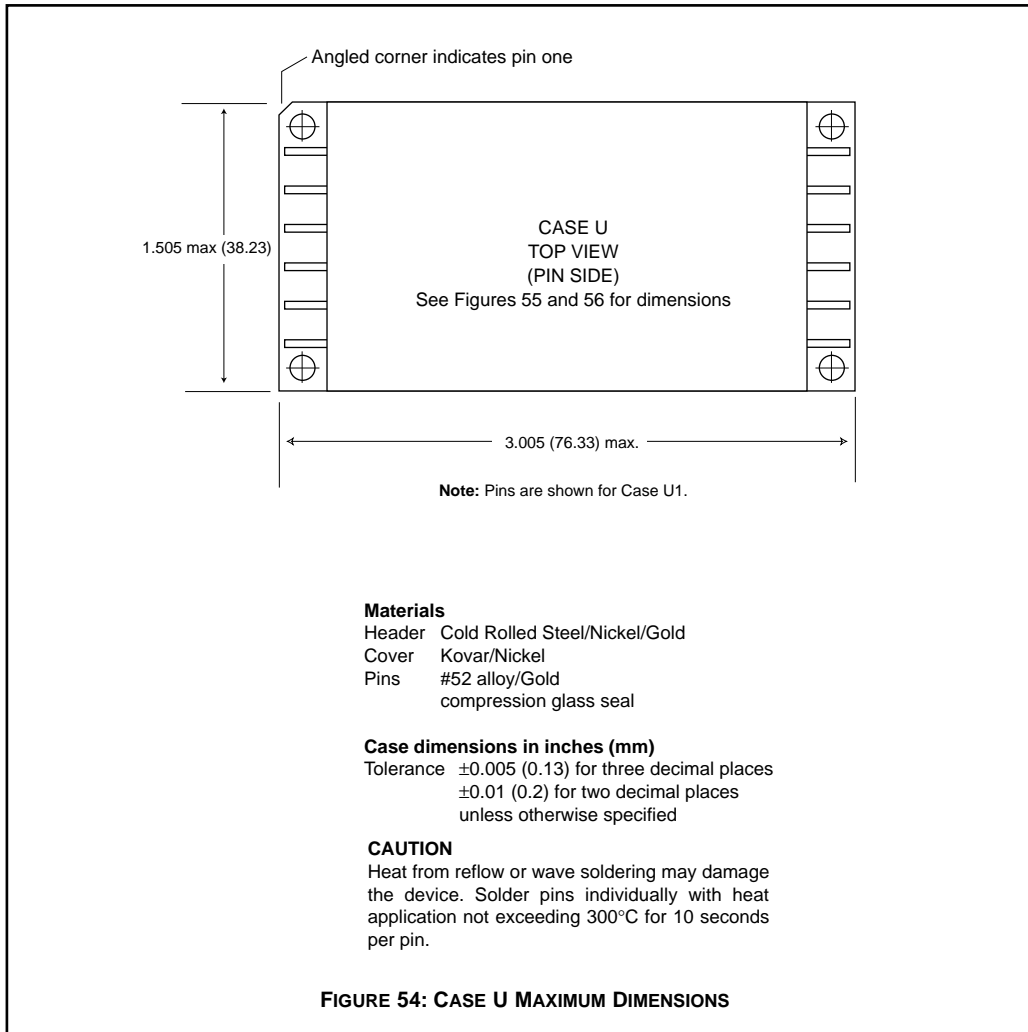 Angled corner indicates pin one
1.505 max (38.23)
CASE U
TOP VIEW
(PIN SIDE)
See Figures 55 and 56 for dimensions
3.005 (76.33) max.
Note: Pins are shown for Case U1.
Materials
Header Cold Rolled Steel/Nickel/Gold
Cover Kovar/Nickel
Pins #52 alloy/Gold
compression glass seal
Case dimensions in inches (mm)
Tolerance ±0.005 (0.13) for three decimal places
±0.01 (0.2) for two decimal places
unless otherwise specified
CAUTION
Heat from reflow or wave soldering may damage
the device. Solder pins individually with heat
application not exceeding 300°C for 10 seconds
per pin.
FIGURE 54: CASE U MAXIMUM DIMENSIONS